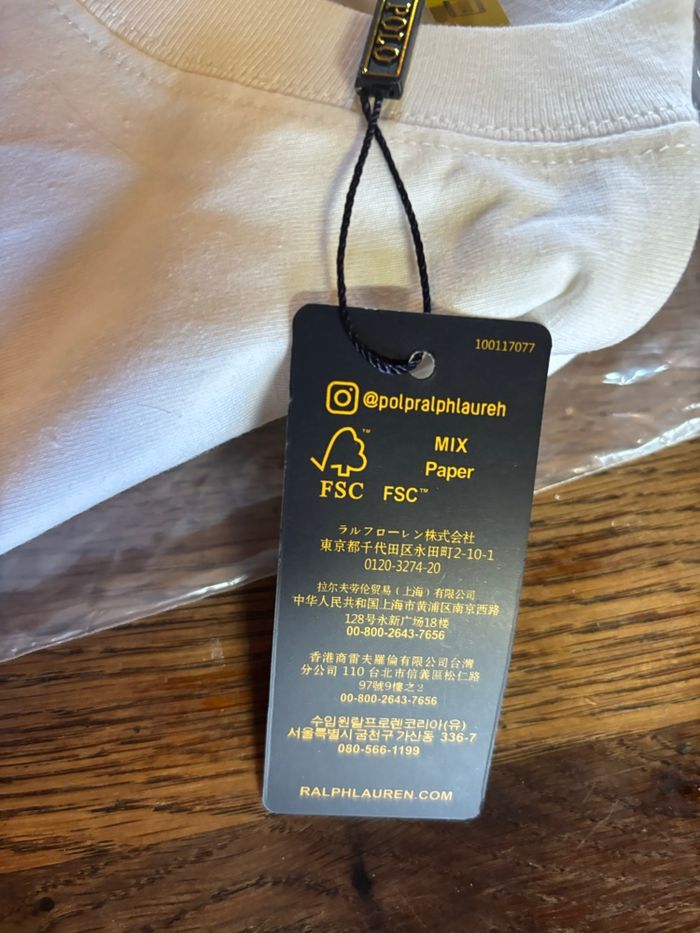 POLO
100117077
@polpralphlaureh
™
MIX
Paper
FSC
FSC™
ラルフローレン株式会社
東京都千代田区永田町2-10-1
0120-3274-20
拉尔夫劳伦贸易(上海)有限公司
中华人民共和国上海市黄浦区南京西路
128号永新广场18楼
00-800-2643-7656
香港商雷夫羅倫有限公司台灣
分公司 110 台北市信義區松仁路
97號9樓之2
00-800-2643-7656
수입원랄프로렌코리아(유)
서울특별시굼천구가산동 336-7
080-566-1199
RALPHLAUREN.COM